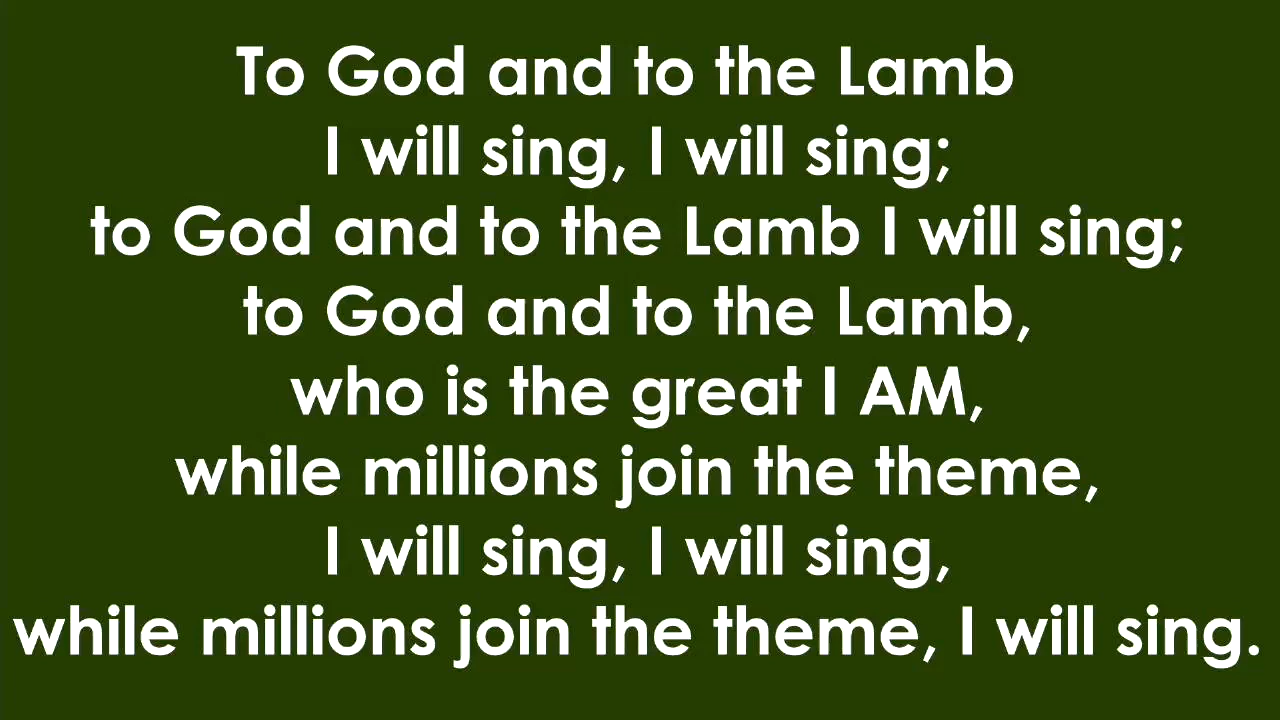 To God and to the Lamb
I will sing, I will sing;
to God and to the Lamb I will sing;
to God and to the Lamb,
who is the great I AM,
while millions join the theme,
I will sing, I will sing,
while millions join the theme, I will sing.